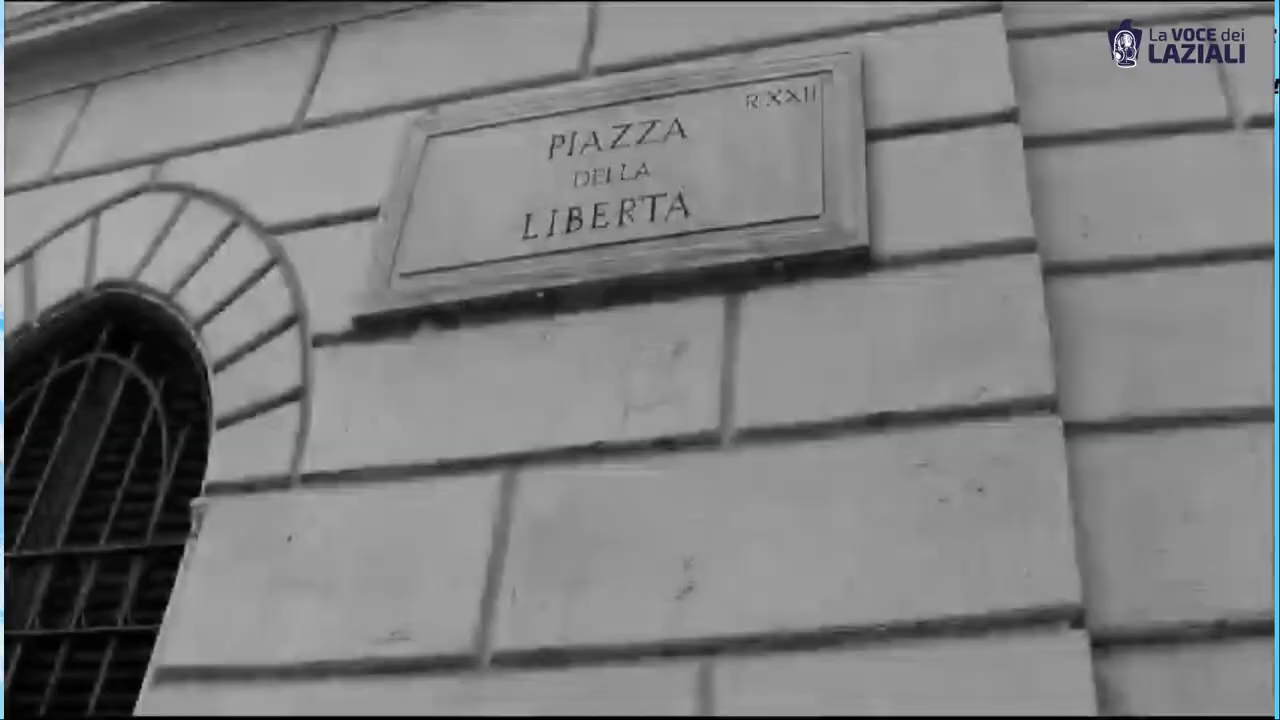 R.XXII
PIAZZA
DELLA
LIBERTÀ
La VOCE dei
LAZIALI